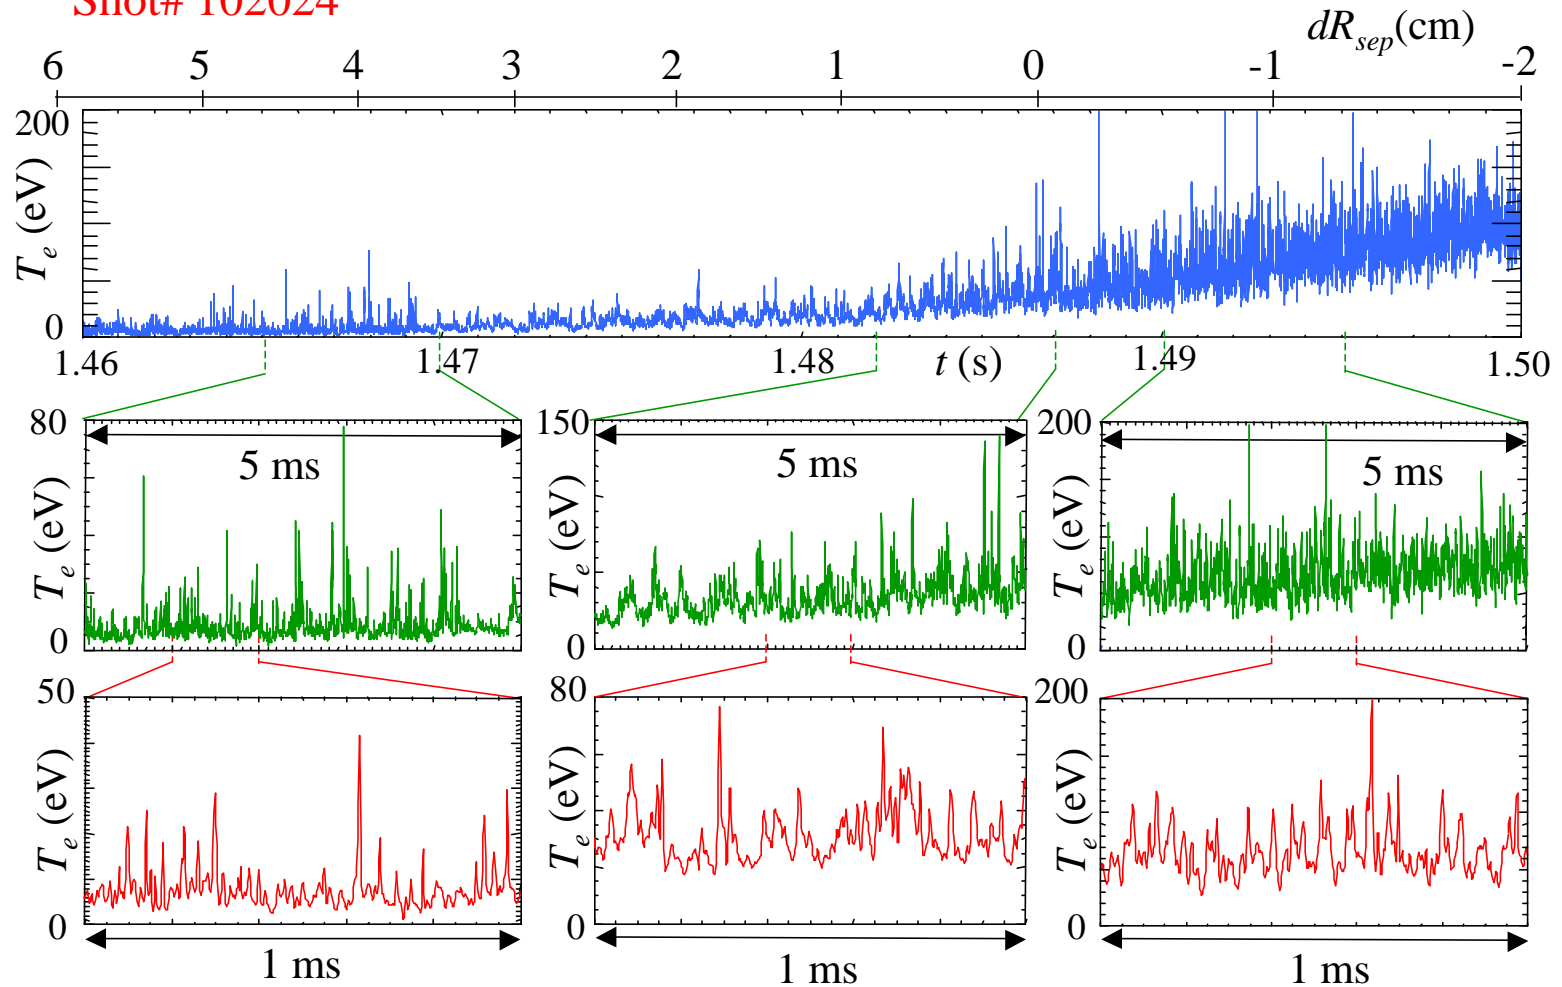 Shot# 102024
dR_sep(cm)
6 5 4 3 2 1 0 -1 -2
200
T_e (eV)
0
1.46 1.47 1.48 t (s) 1.49 1.50
80 150 200
5 ms 5 ms 5 ms
T_e (eV) T_e (eV) T_e (eV)
0 0 0
50 80 200
T_e (eV) T_e (eV) T_e (eV)
0 0 0
1 ms 1 ms 1 ms